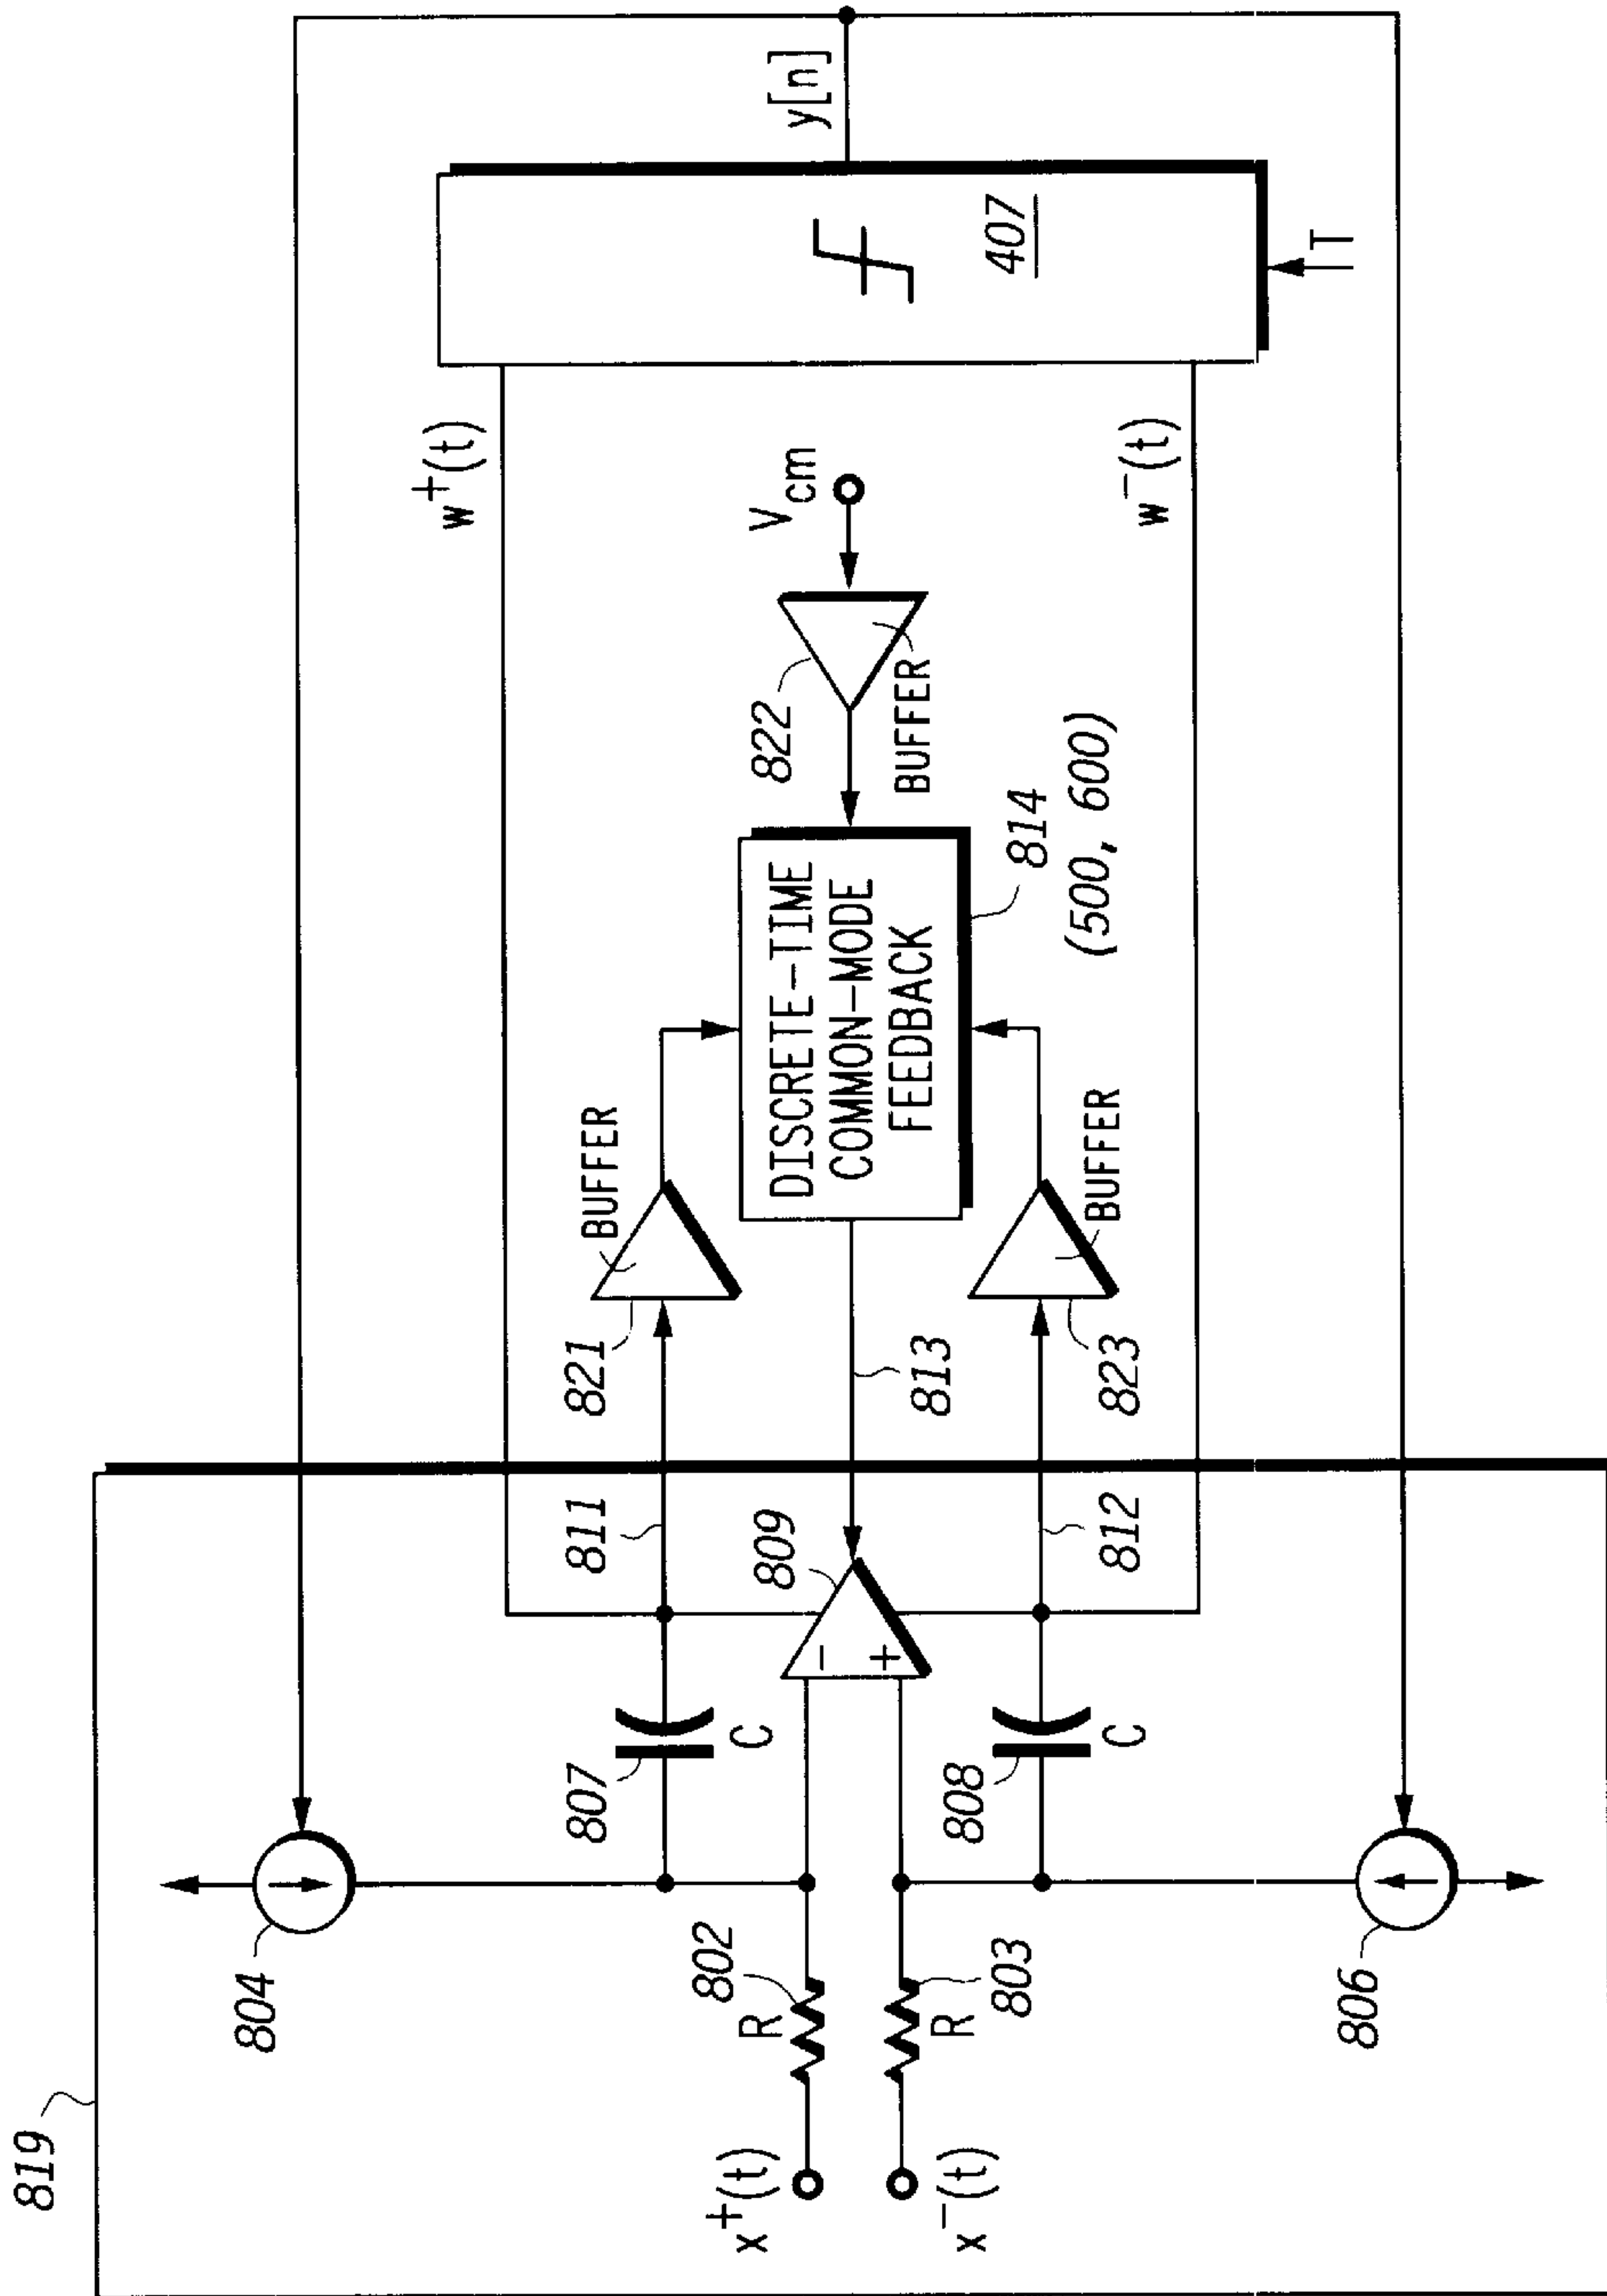 819
804
x⁺(t)
R
802
x⁻(t)
R
803
806
807
C
808
C
809
-
+
811
812
821
BUFFER
813
823
BUFFER
DISCRETE-TIME
COMMON-MODE
FEEDBACK
814
(500, 600)
822
BUFFER
Vcm
w⁺(t)
w⁻(t)
407
T
y[n]